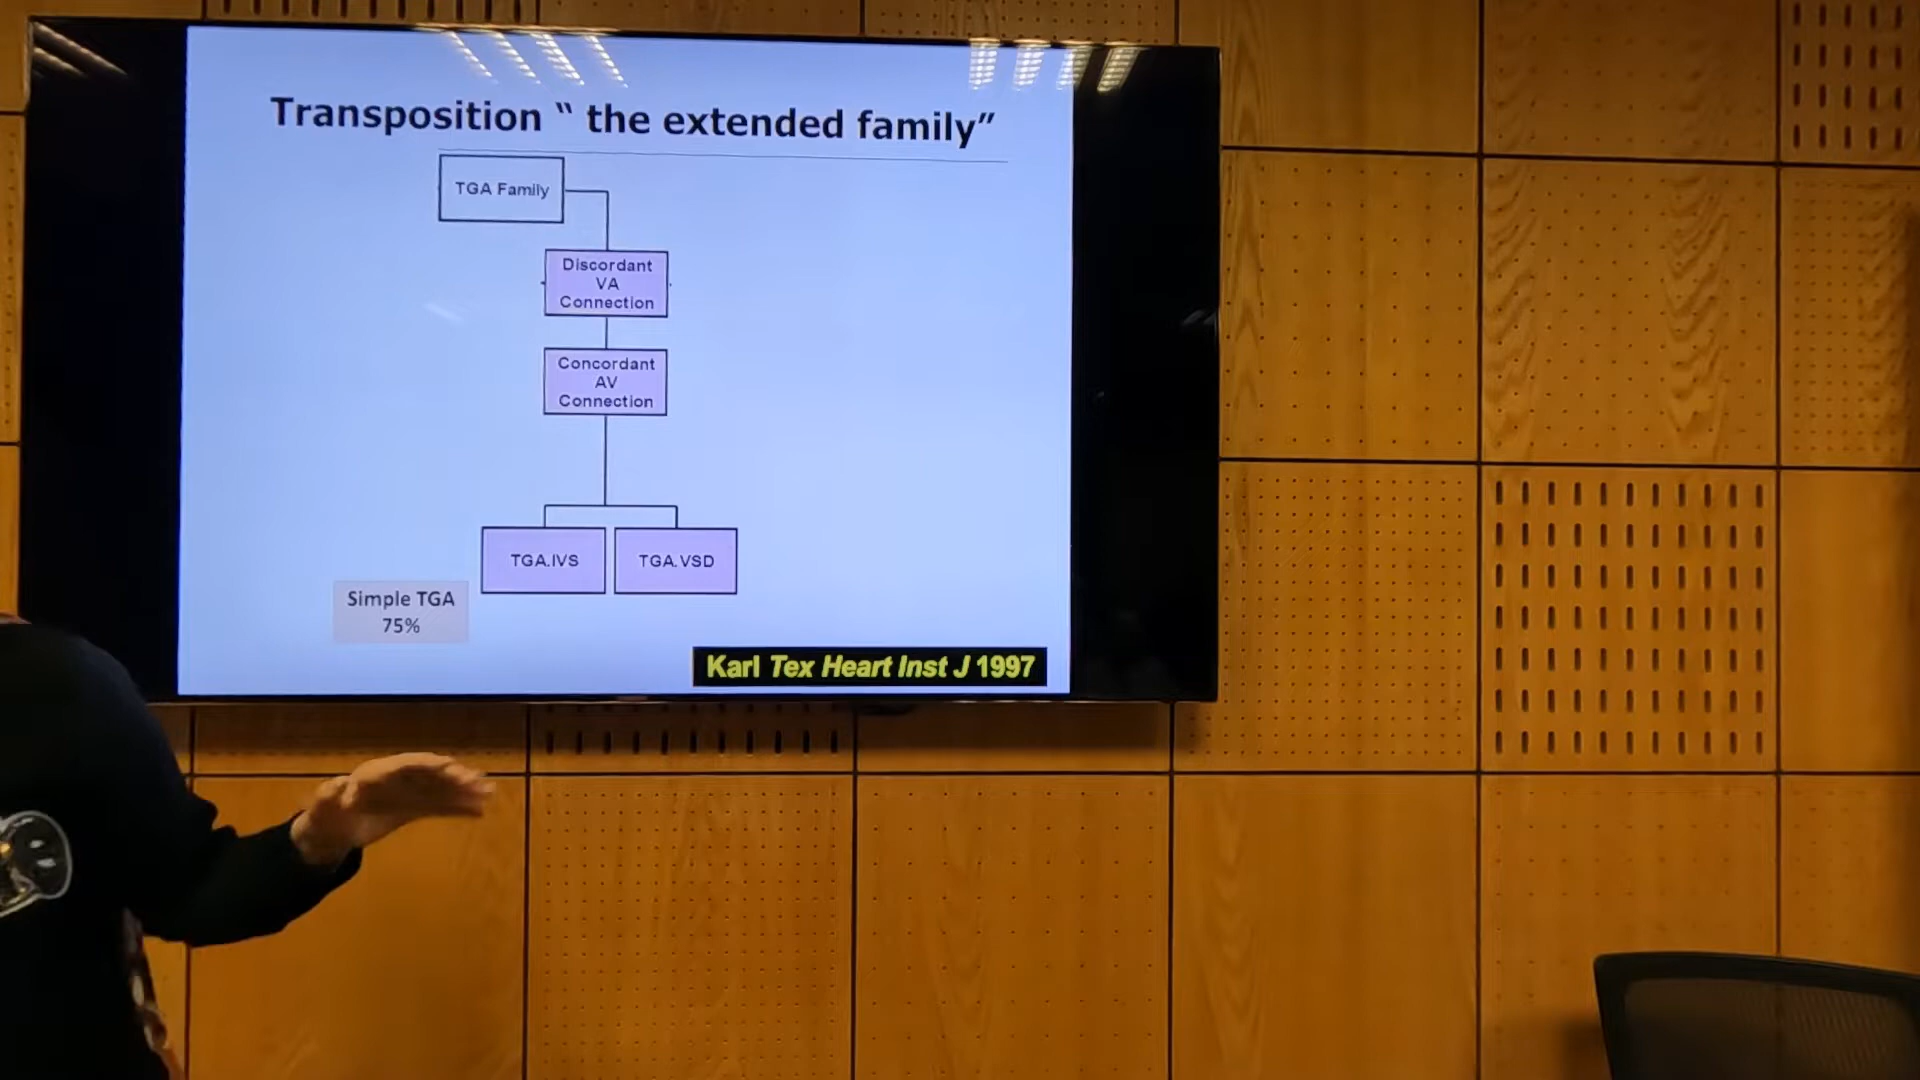 Transposition “ the extended family”
TGA Family
Discordant
VA
Connection
Concordant
AV
Connection
TGA.IVS
TGA.VSD
Simple TGA
75%
Karl Tex Heart Inst J 1997